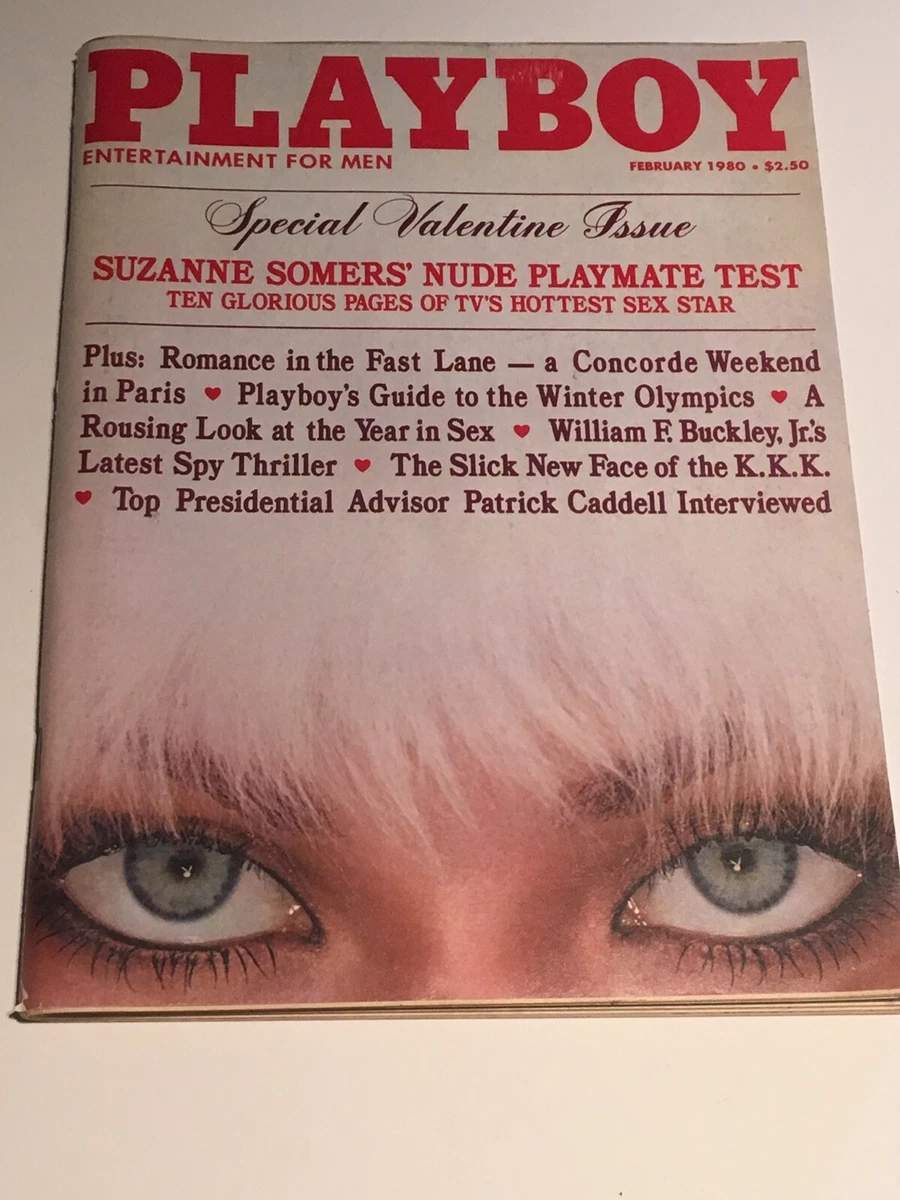 PLAYBOY
ENTERTAINMENT FOR MEN
FEBRUARY 1980 • $2.50
Special Valentine Issue
SUZANNE SOMERS' NUDE PLAYMATE TEST
TEN GLORIOUS PAGES OF TV'S HOTTEST SEX STAR
Plus: Romance in the Fast Lane — a Concorde Weekend
in Paris ♥ Playboy's Guide to the Winter Olympics ♥ A
Rousing Look at the Year in Sex ♥ William F. Buckley, Jr.'s
Latest Spy Thriller ♥ The Slick New Face of the K.K.K.
♥ Top Presidential Advisor Patrick Caddell Interviewed